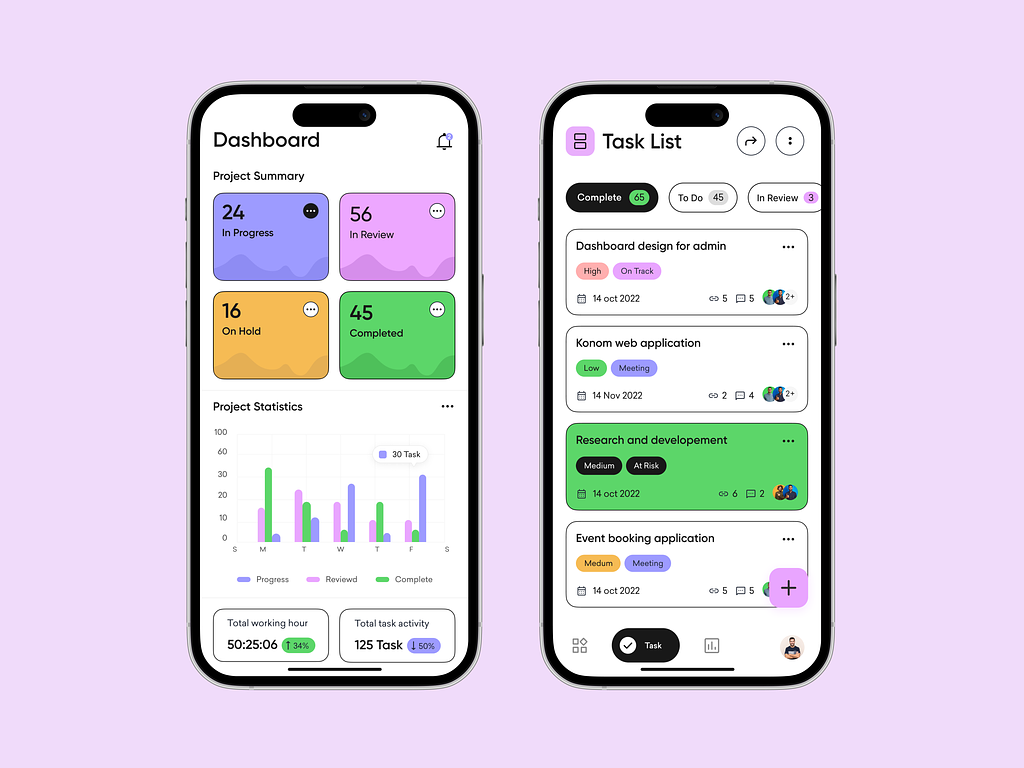 Dashboard
2
Project Summary
24
In Progress
56
In Review
16
On Hold
45
Completed
Project Statistics
100
60
30
20
10
0
30 Task
S M T W T F S
Progress Reviewd Complete
Total working hour
50:25:06 ↑ 34%
Total task activity
125 Task ↓ 50%
Task List
Complete 65 To Do 45 In Review 3
Dashboard design for admin
High On Track
14 oct 2022 5 5 2+
Konom web application
Low Meeting
14 Nov 2022 2 4 2+
Research and developement
Medium At Risk
14 oct 2022 6 2
Event booking application
Medum Meeting
14 oct 2022 5 5
+
Task